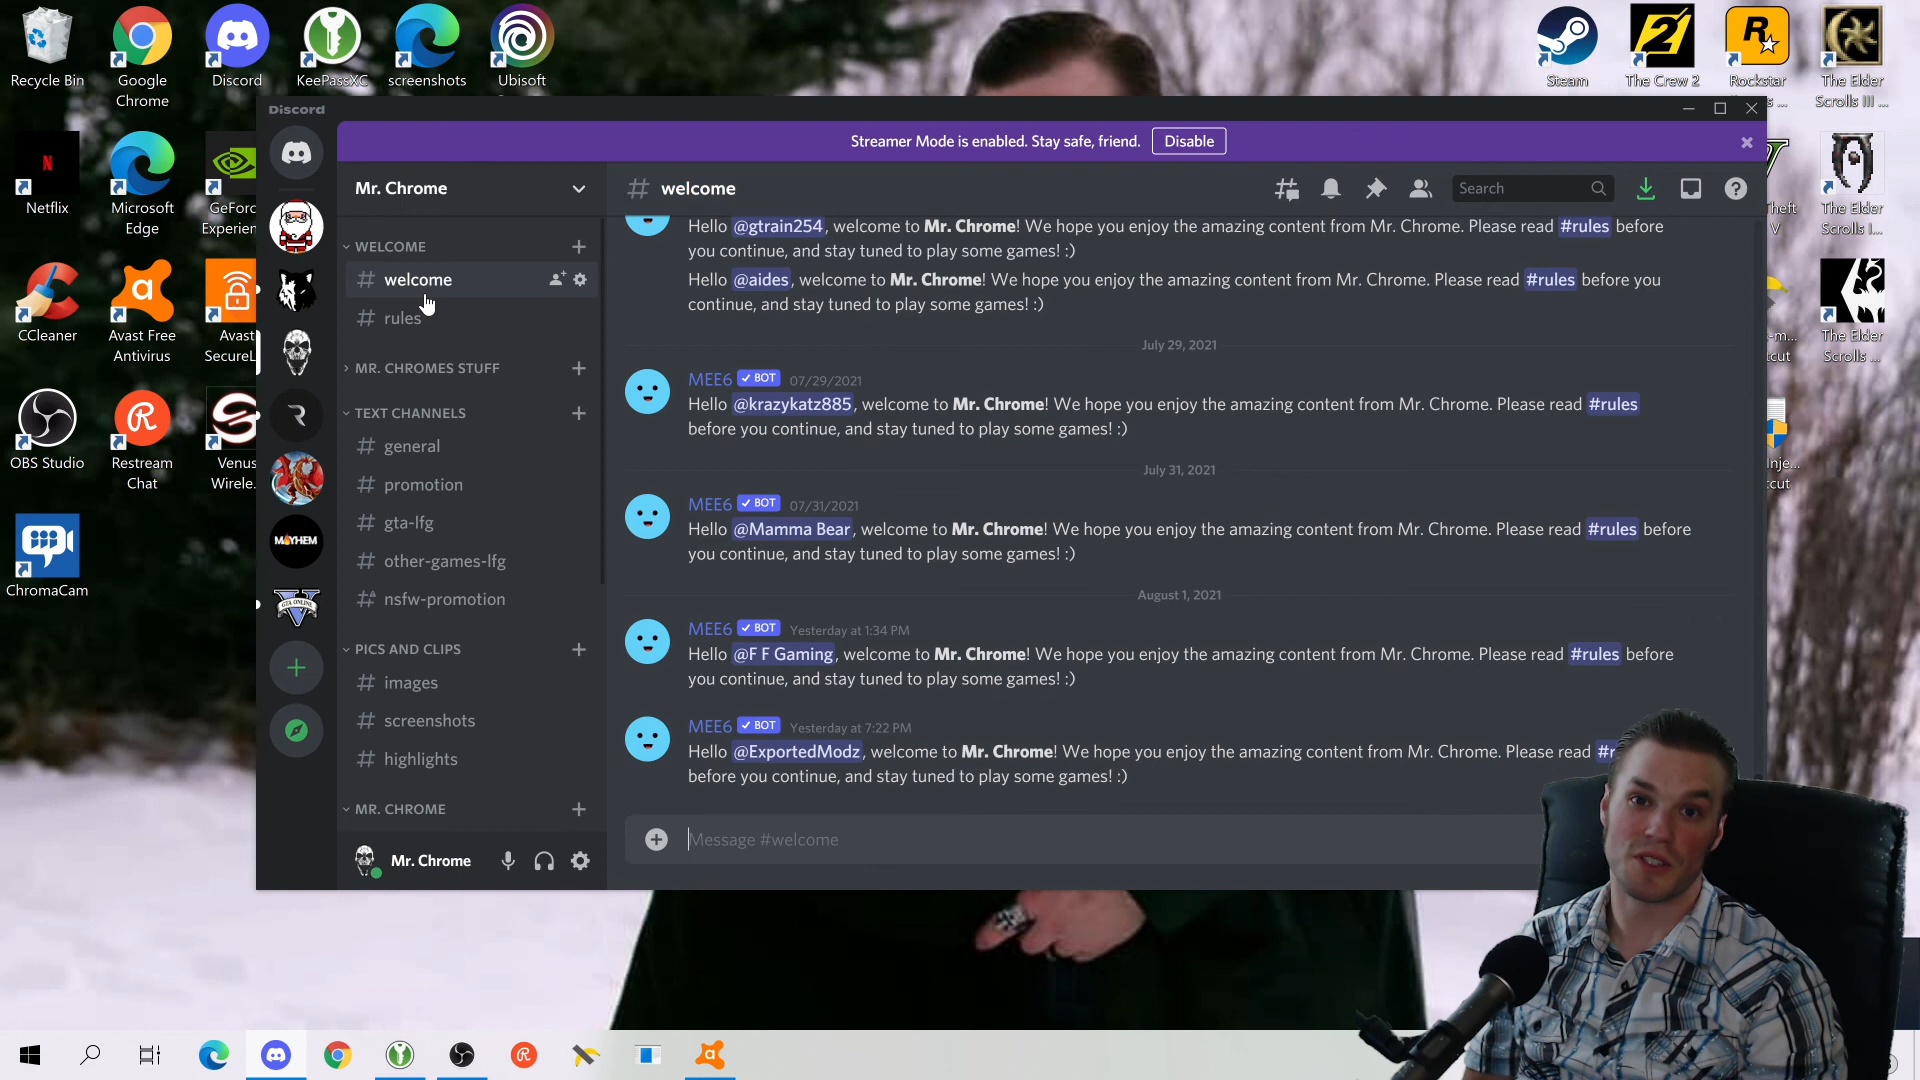 Recycle Bin
Google
Chrome
Discord
KeePassXC
screenshots
Ubisoft
Steam
The Crew 2
Rockstar
The Elder
Scrolls III ...
Netflix
Microsoft
Edge
GeForc
Experien
The Elder
Scrolls I...
CCleaner
Avast Free
Antivirus
Avast
SecureL
The Elder
Scrolls ...
OBS Studio
Restream
Chat
Venus
Wirele.
ChromaCam
Discord
Streamer Mode is enabled. Stay safe, friend.
Disable
Mr. Chrome
WELCOME
welcome
rules
MR. CHROMES STUFF
TEXT CHANNELS
general
promotion
gta-lfg
other-games-lfg
nsfw-promotion
PICS AND CLIPS
images
screenshots
highlights
MR. CHROME
Mr. Chrome
MAYHEM
GTA ONLINE
# welcome
Search
Hello @gtrain254, welcome to Mr. Chrome! We hope you enjoy the amazing content from Mr. Chrome. Please read #rules before
you continue, and stay tuned to play some games! :)
Hello @aides, welcome to Mr. Chrome! We hope you enjoy the amazing content from Mr. Chrome. Please read #rules before you
continue, and stay tuned to play some games! :)
July 29, 2021
MEE6 ✓ BOT 07/29/2021
Hello @krazykatz885, welcome to Mr. Chrome! We hope you enjoy the amazing content from Mr. Chrome. Please read #rules
before you continue, and stay tuned to play some games! :)
July 31, 2021
MEE6 ✓ BOT 07/31/2021
Hello @Mamma Bear, welcome to Mr. Chrome! We hope you enjoy the amazing content from Mr. Chrome. Please read #rules before
you continue, and stay tuned to play some games! :)
August 1, 2021
MEE6 ✓ BOT Yesterday at 1:34 PM
Hello @F F Gaming, welcome to Mr. Chrome! We hope you enjoy the amazing content from Mr. Chrome. Please read #rules before
you continue, and stay tuned to play some games! :)
MEE6 ✓ BOT Yesterday at 7:22 PM
Hello @ExportedModz, welcome to Mr. Chrome! We hope you enjoy the amazing content from Mr. Chrome. Please read #r
before you continue, and stay tuned to play some games! :)
Message #welcome